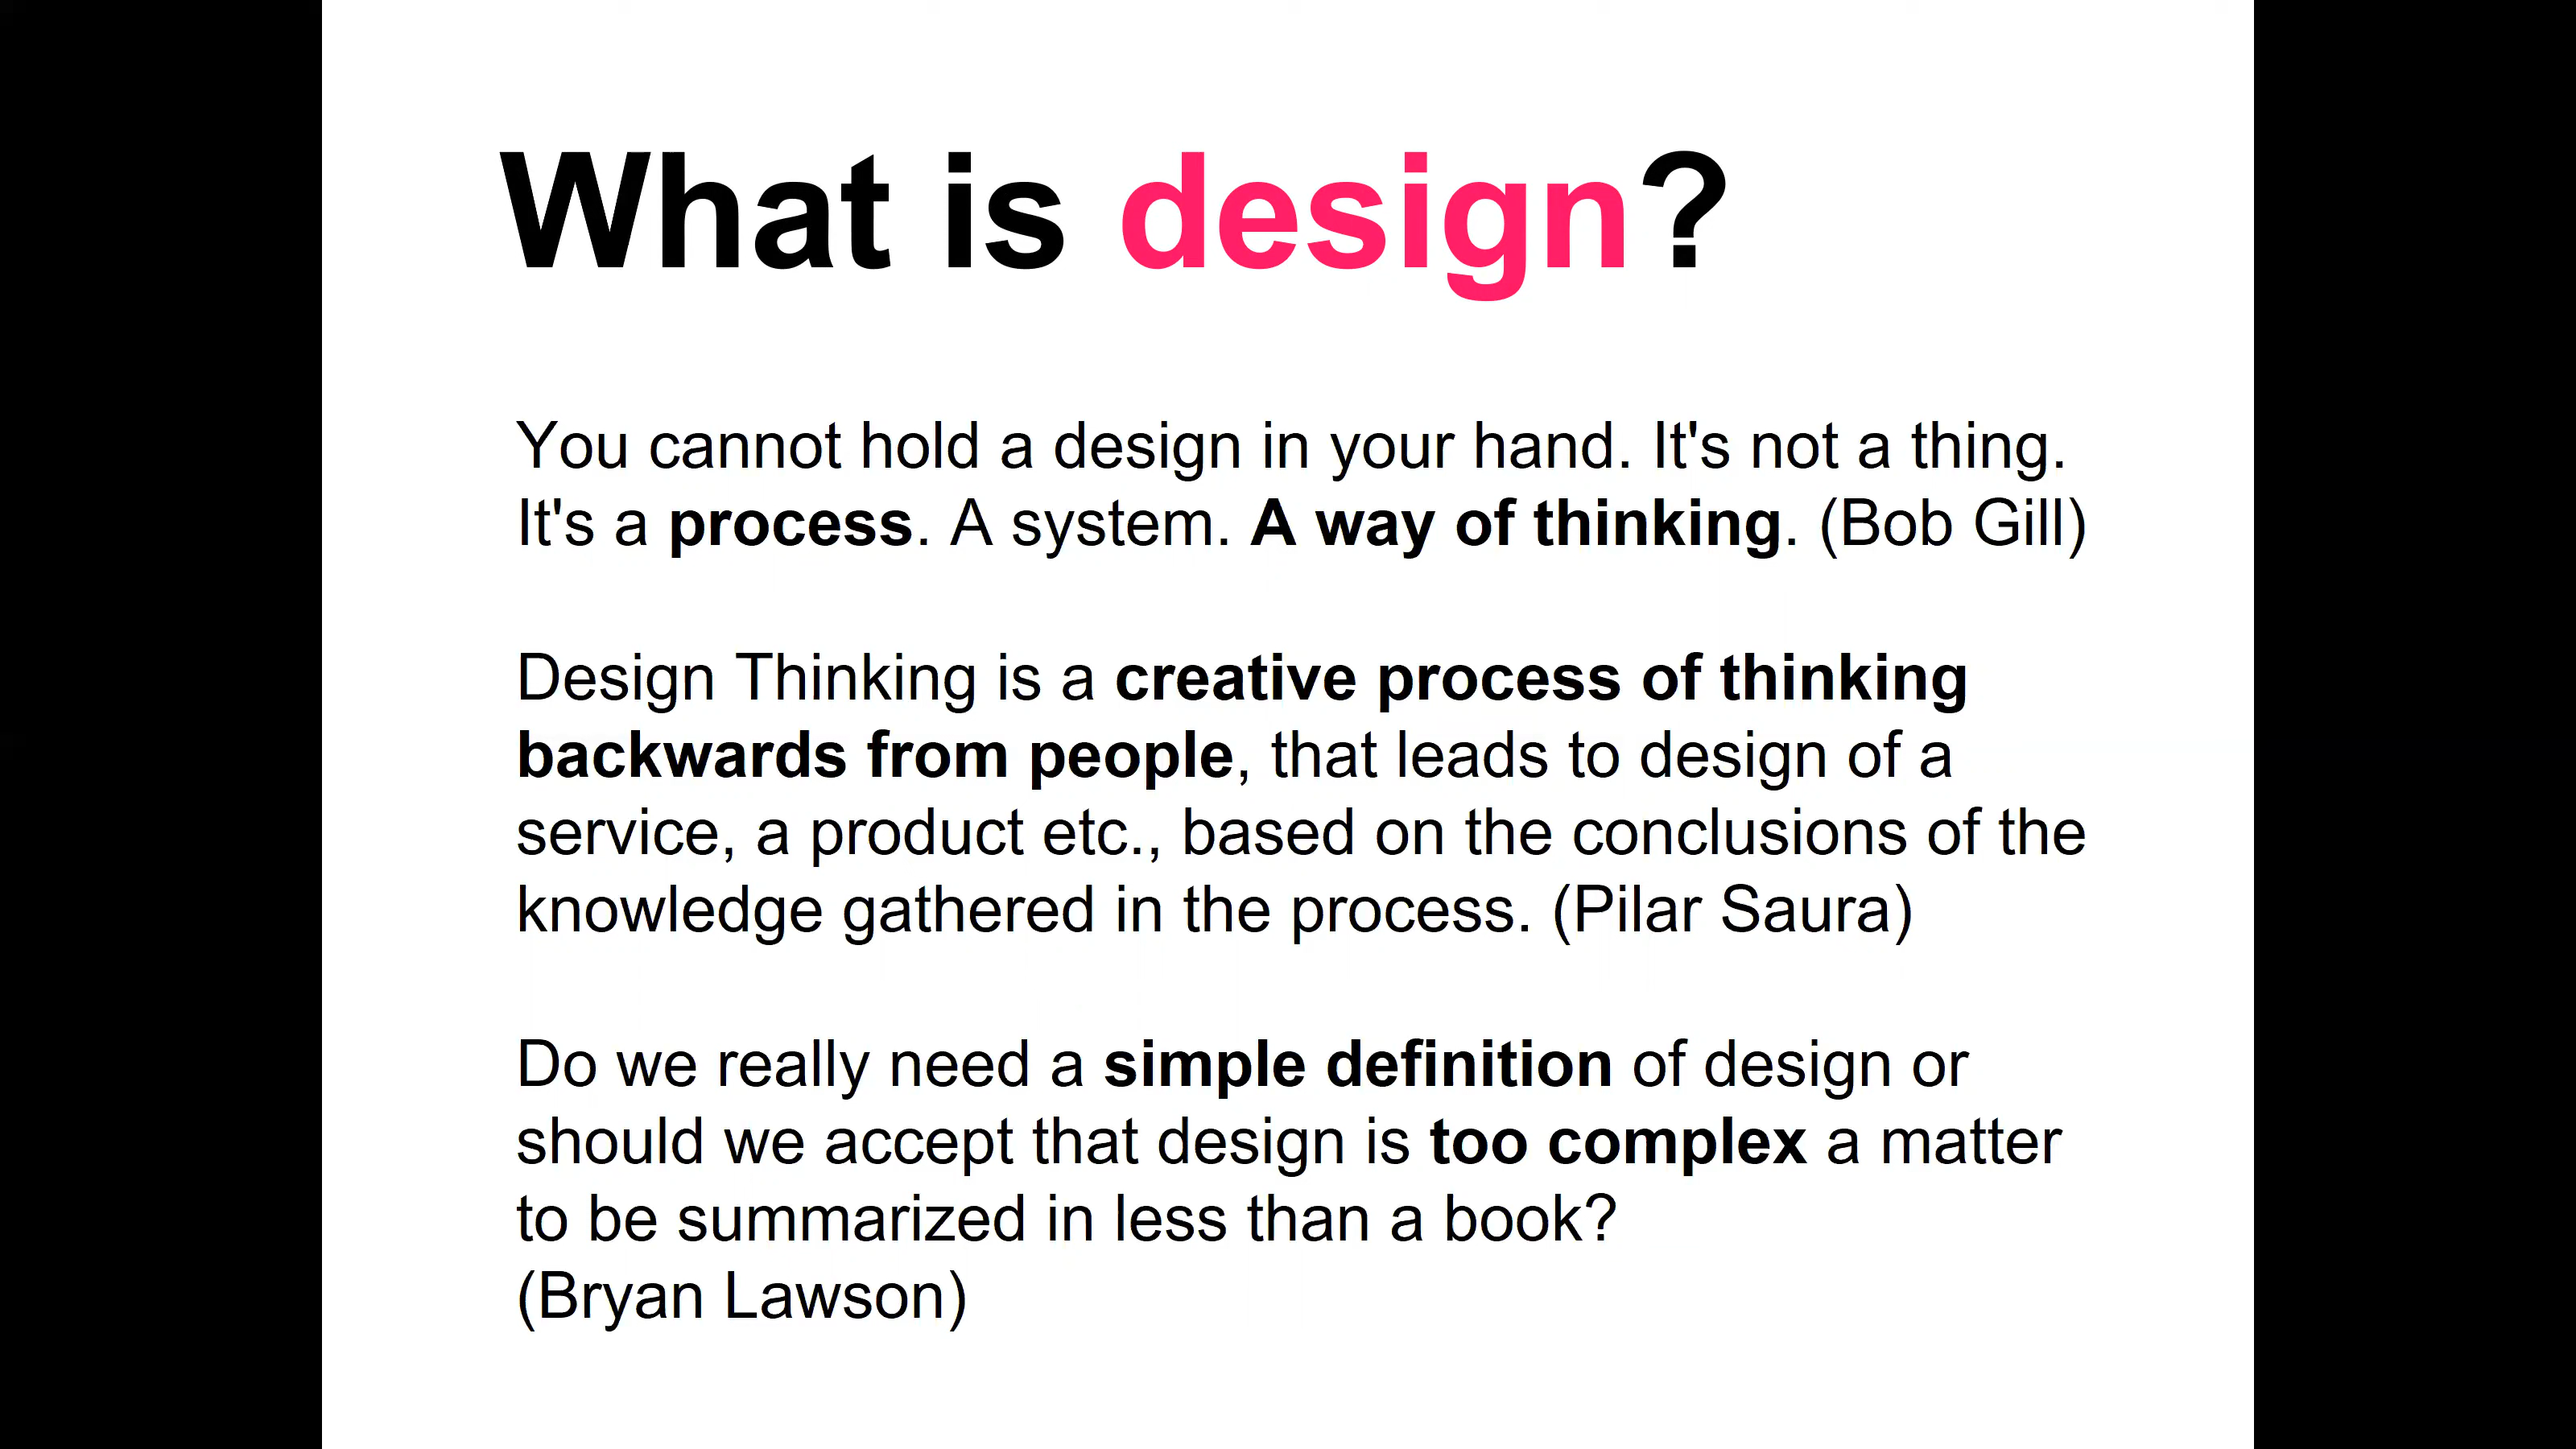 What is design?
You cannot hold a design in your hand. It's not a thing.
It's a process. A system. A way of thinking. (Bob Gill)
Design Thinking is a creative process of thinking
backwards from people, that leads to design of a
service, a product etc., based on the conclusions of the
knowledge gathered in the process. (Pilar Saura)
Do we really need a simple definition of design or
should we accept that design is too complex a matter
to be summarized in less than a book?
(Bryan Lawson)